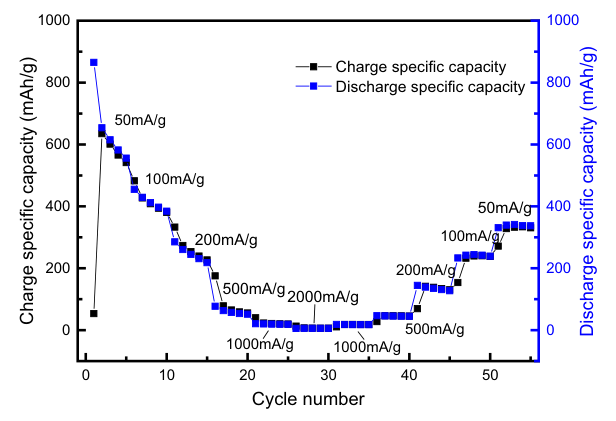 1000
1000
Charge specific capacity
Discharge specific capacity
800
800
50mA/g
600
600
100mA/g
400
400
50mA/g
200mA/g
100mA/g
200
200
200mA/g
500mA/g
2000mA/g
0
0
1000mA/g
1000mA/g
500mA/g
0
10
20
30
40
50
Cycle number
Charge specific capacity (mAh/g)
Discharge specific capacity (mAh/g)